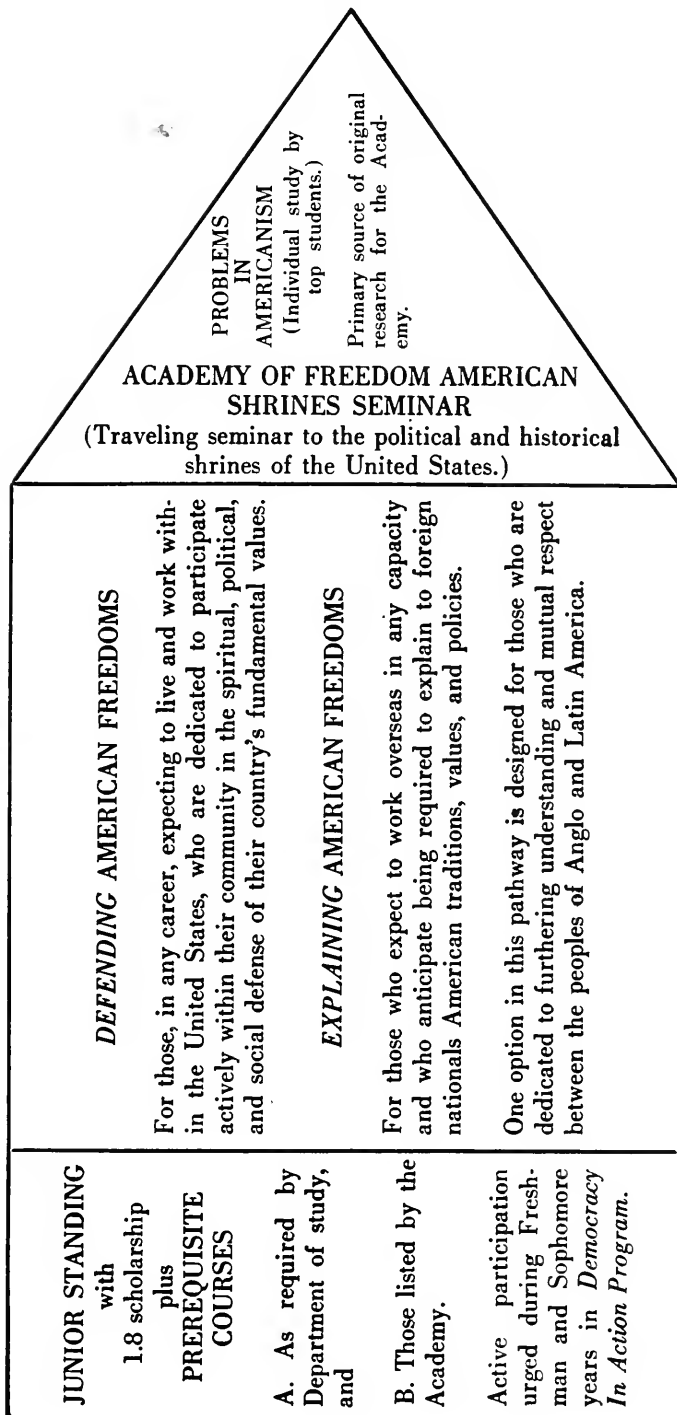 JUNIOR STANDING
with
1.8 scholarship
plus
PREREQUISITE
COURSES
A. As required by
Department of study,
and
B. Those listed by the
Academy.
Active participation
urged during Fresh-
man and Sophomore
years in Democracy
In Action Program.
DEFENDING AMERICAN FREEDOMS
For those, in any career, expecting to live and work with-
in the United States, who are dedicated to participate
actively within their community in the spiritual, political,
and social defense of their country's fundamental values.
EXPLAINING AMERICAN FREEDOMS
For those who expect to work overseas in any capacity
and who anticipate being required to explain to foreign
nationals American traditions, values, and policies.
One option in this pathway is designed for those who are
dedicated to furthering understanding and mutual respect
between the peoples of Anglo and Latin America.
ACADEMY OF FREEDOM AMERICAN
SHRINES SEMINAR
(Traveling seminar to the political and historical
shrines of the United States.)
PROBLEMS
IN
AMERICANISM
(Individual study by
top students.)
Primary source of original
research for the Acad-
emy.